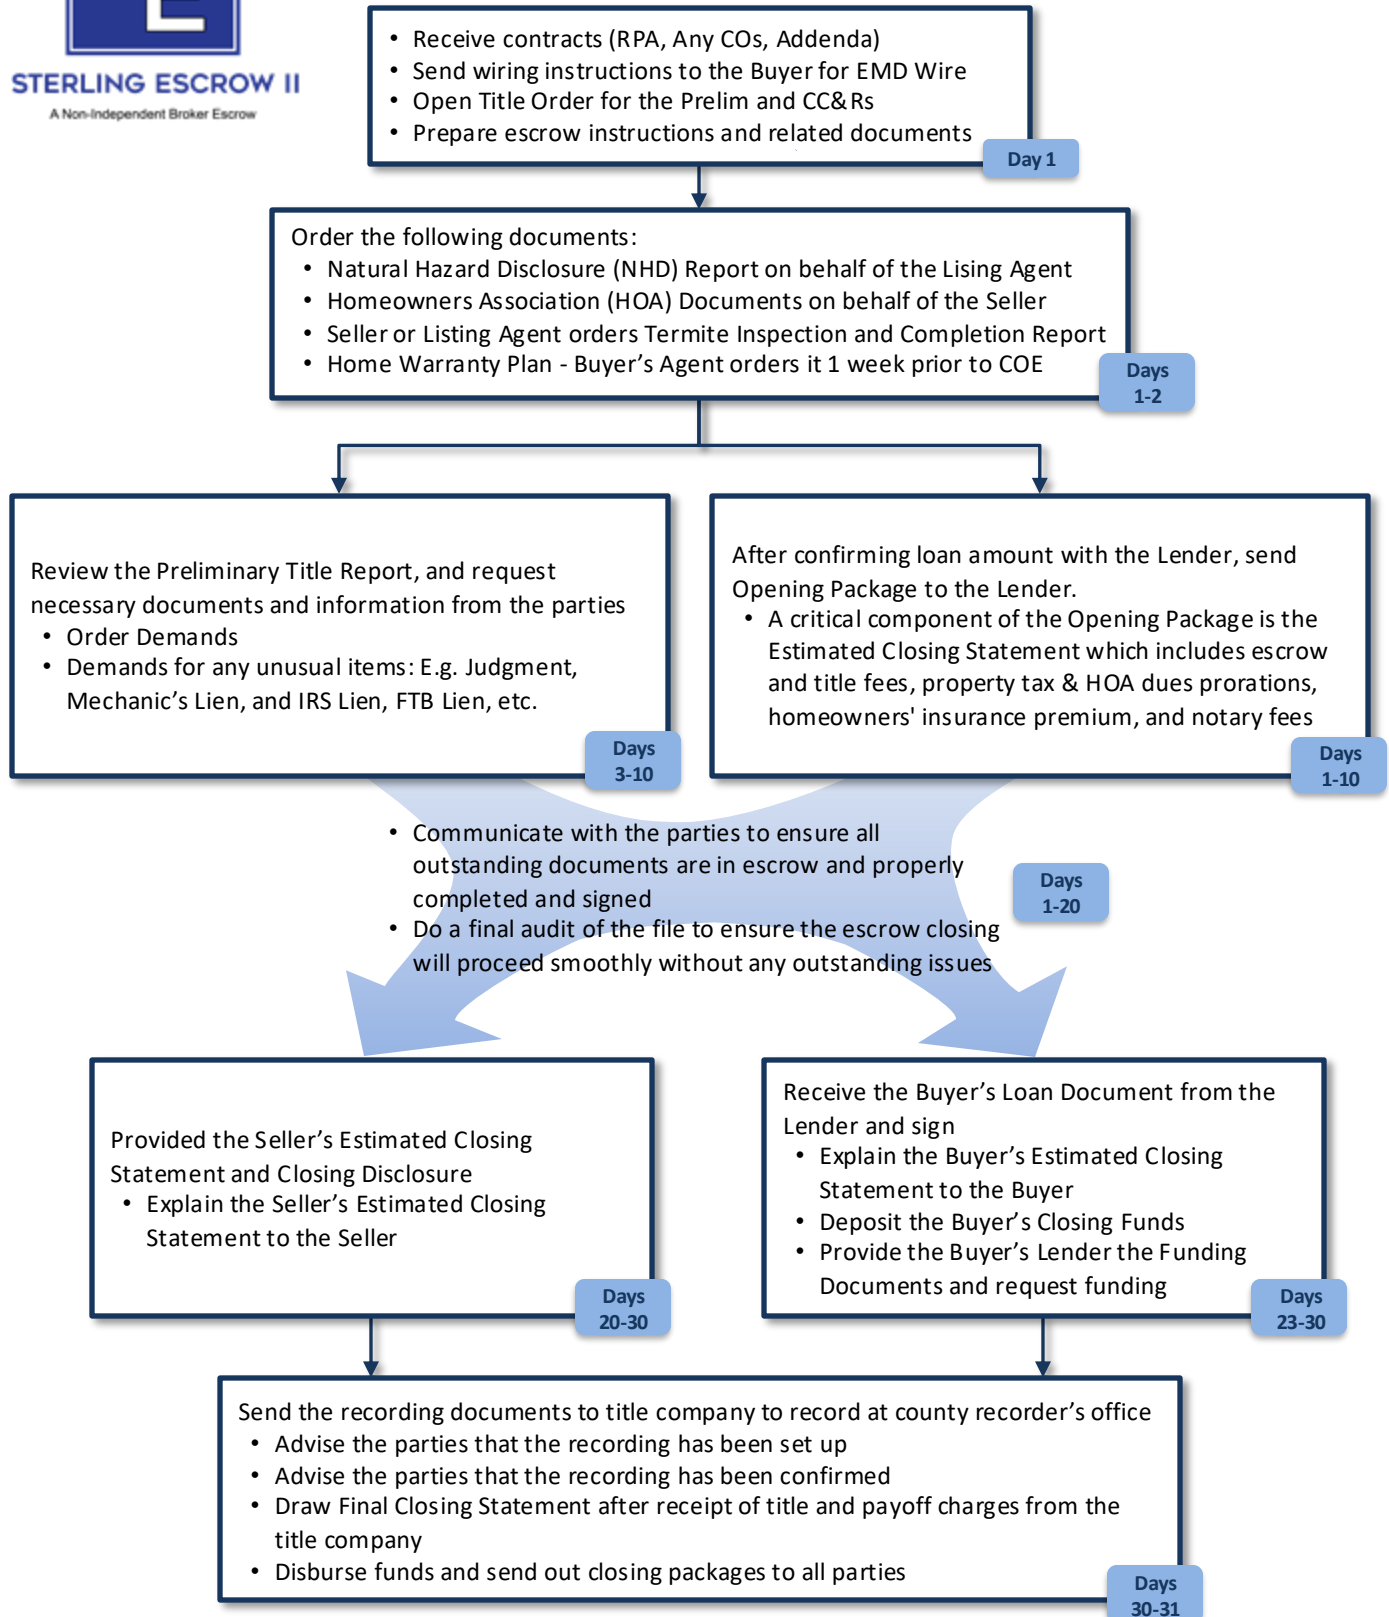 E
STERLING ESCROW II
A Non-Independent Broker Escrow
• Receive contracts (RPA, Any COs, Addenda)
• Send wiring instructions to the Buyer for EMD Wire
• Open Title Order for the Prelim and CC&Rs
• Prepare escrow instructions and related documents
Day 1
Order the following documents:
• Natural Hazard Disclosure (NHD) Report on behalf of the Lising Agent
• Homeowners Association (HOA) Documents on behalf of the Seller
• Seller or Listing Agent orders Termite Inspection and Completion Report
• Home Warranty Plan - Buyer’s Agent orders it 1 week prior to COE
Days
1-2
Review the Preliminary Title Report, and request
necessary documents and information from the parties
• Order Demands
• Demands for any unusual items: E.g. Judgment,
Mechanic’s Lien, and IRS Lien, FTB Lien, etc.
Days
3-10
After confirming loan amount with the Lender, send
Opening Package to the Lender.
• A critical component of the Opening Package is the
Estimated Closing Statement which includes escrow
and title fees, property tax & HOA dues prorations,
homeowners' insurance premium, and notary fees
Days
1-10
• Communicate with the parties to ensure all
outstanding documents are in escrow and properly
completed and signed
• Do a final audit of the file to ensure the escrow closing
will proceed smoothly without any outstanding issues
Days
1-20
Provided the Seller’s Estimated Closing
Statement and Closing Disclosure
• Explain the Seller’s Estimated Closing
Statement to the Seller
Days
20-30
Receive the Buyer’s Loan Document from the
Lender and sign
• Explain the Buyer’s Estimated Closing
Statement to the Buyer
• Deposit the Buyer’s Closing Funds
• Provide the Buyer’s Lender the Funding
Documents and request funding
Days
23-30
Send the recording documents to title company to record at county recorder’s office
• Advise the parties that the recording has been set up
• Advise the parties that the recording has been confirmed
• Draw Final Closing Statement after receipt of title and payoff charges from the
title company
• Disburse funds and send out closing packages to all parties
Days
30-31